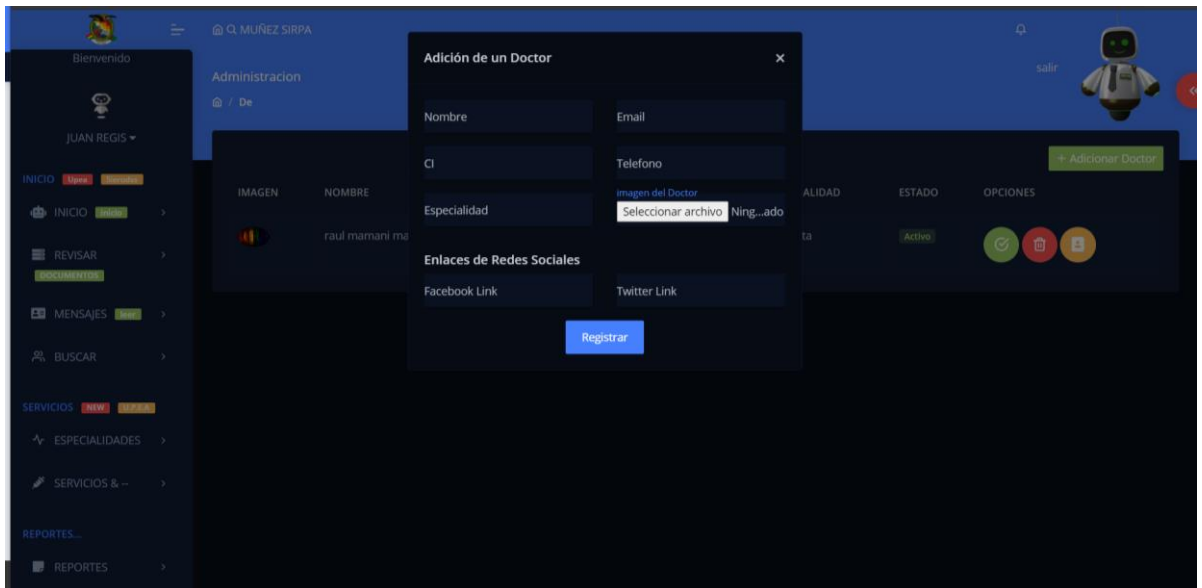 MUÑEZ SIRPA
Bienvenido
Administracion
/ De
salir
JUAN REGIS
INICIO Upea
INICIO Inicio
REVISAR
DOCUMENTOS
MENSAJES leer
BUSCAR
SERVICIOS NEW U.P.E.A
ESPECIALIDADES
SERVICIOS & --
REPORTES...
REPORTES
Adición de un Doctor ×
Nombre Email
CI Telefono
Especialidad Imagen del Doctor
Seleccionar archivo Ning...ado
Enlaces de Redes Sociales
Facebook Link Twitter Link
Registrar
+ Adicionar Doctor
IMAGEN NOMBRE ALIDAD ESTADO OPCIONES
raul mamani ma ta Activo